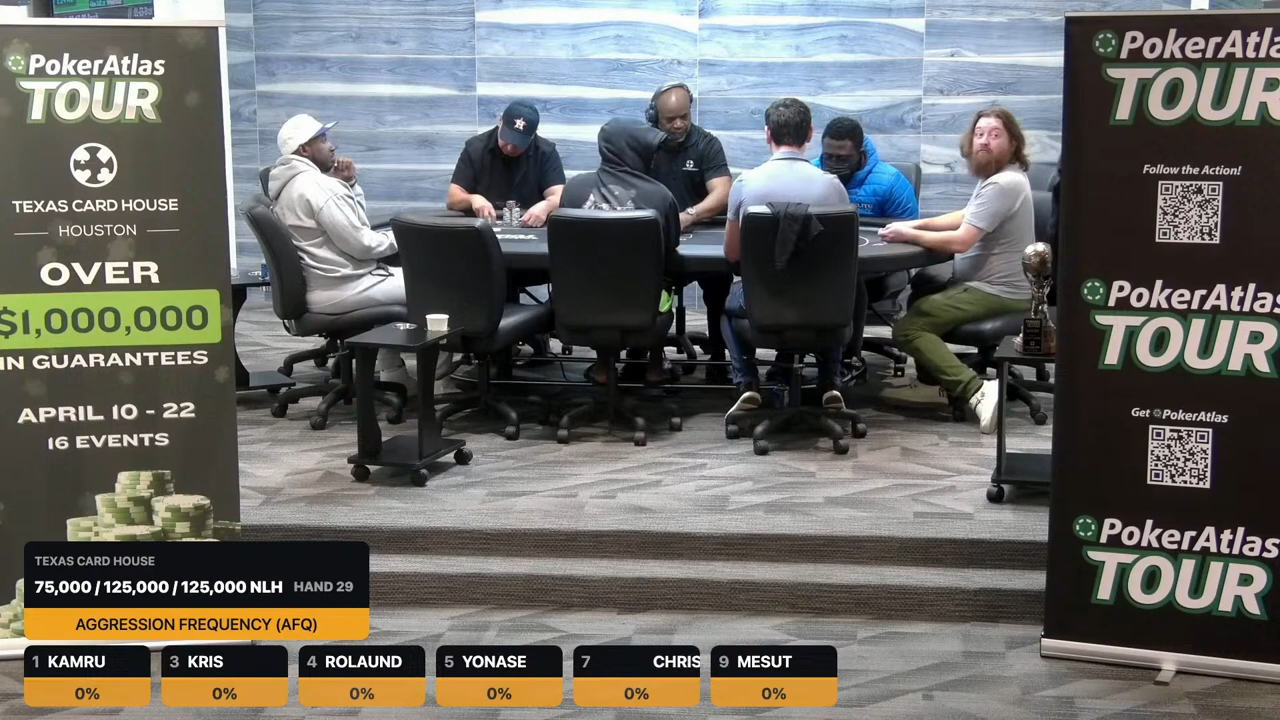 PokerAtlas
TOUR
TEXAS CARD HOUSE
HOUSTON
OVER
$1,000,000
IN GUARANTEES
APRIL 10 - 22
16 EVENTS
PokerAtlas
TOUR
Follow the Action!
PokerAtlas
TOUR
Get PokerAtlas
PokerAtlas
TOUR
TEXAS CARD HOUSE
75,000 / 125,000 / 125,000 NLH HAND 29
AGGRESSION FREQUENCY (AFQ)
1 KAMRU 3 KRIS 4 ROLAUND 5 YONASE 7 CHRIS 9 MESUT
0% 0% 0% 0% 0% 0%